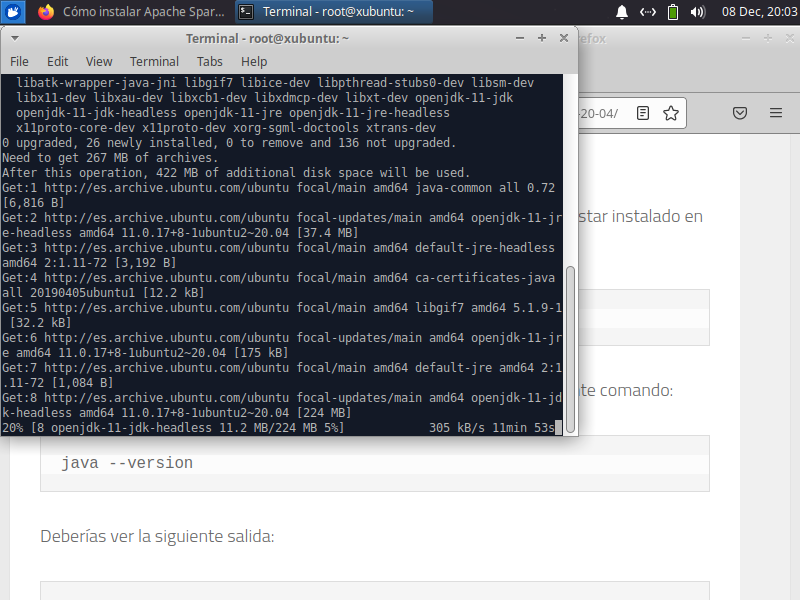 Cómo instalar Apache Spar...
Terminal - root@xubuntu: ~
08 Dec, 20:03
Terminal - root@xubuntu: ~
efox
File Edit View Terminal Tabs Help
libatk-wrapper-java-jni libgif7 libice-dev libpthread-stubs0-dev libsm-dev
libx11-dev libxau-dev libxcb1-dev libxdmcp-dev libxt-dev openjdk-11-jdk
openjdk-11-jdk-headless openjdk-11-jre openjdk-11-jre-headless
x11proto-core-dev x11proto-dev xorg-sgml-doctools xtrans-dev
0 upgraded, 26 newly installed, 0 to remove and 136 not upgraded.
Need to get 267 MB of archives.
After this operation, 422 MB of additional disk space will be used.
Get:1 http://es.archive.ubuntu.com/ubuntu focal/main amd64 java-common all 0.72
[6,816 B]
Get:2 http://es.archive.ubuntu.com/ubuntu focal-updates/main amd64 openjdk-11-jr
e-headless amd64 11.0.17+8-1ubuntu2~20.04 [37.4 MB]
Get:3 http://es.archive.ubuntu.com/ubuntu focal/main amd64 default-jre-headless
amd64 2:1.11-72 [3,192 B]
Get:4 http://es.archive.ubuntu.com/ubuntu focal/main amd64 ca-certificates-java
all 20190405ubuntu1 [12.2 kB]
Get:5 http://es.archive.ubuntu.com/ubuntu focal/main amd64 libgif7 amd64 5.1.9-1
[32.2 kB]
Get:6 http://es.archive.ubuntu.com/ubuntu focal-updates/main amd64 openjdk-11-jr
e amd64 11.0.17+8-1ubuntu2~20.04 [175 kB]
Get:7 http://es.archive.ubuntu.com/ubuntu focal/main amd64 default-jre amd64 2:1
.11-72 [1,084 B]
Get:8 http://es.archive.ubuntu.com/ubuntu focal-updates/main amd64 openjdk-11-jd
k-headless amd64 11.0.17+8-1ubuntu2~20.04 [224 MB]
20% [8 openjdk-11-jdk-headless 11.2 MB/224 MB 5%] 305 kB/s 11min 53s
-20-04/
star instalado en
te comando:
java --version
Deberías ver la siguiente salida: